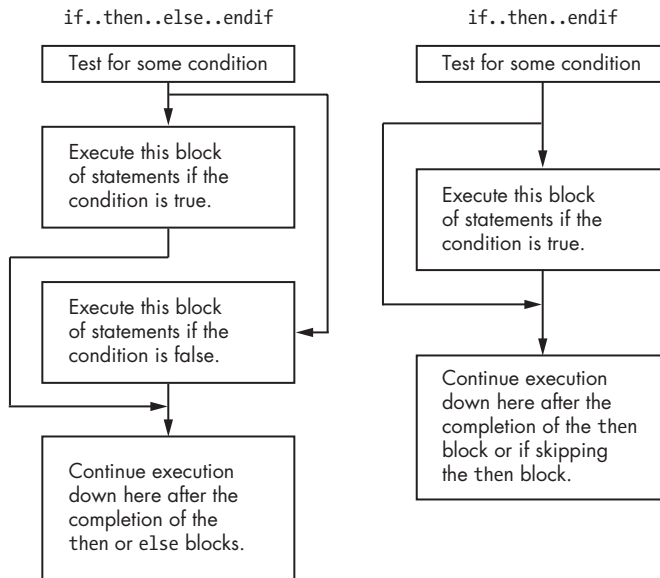 if..then..else..endif
Test for some condition
Execute this block
of statements if the
condition is true.
Execute this block
of statements if the
condition is false.
Continue execution
down here after the
completion of the
then or else blocks.
if..then..endif
Test for some condition
Execute this block
of statements if the
condition is true.
Continue execution
down here after the
completion of the then
block or if skipping
the then block.